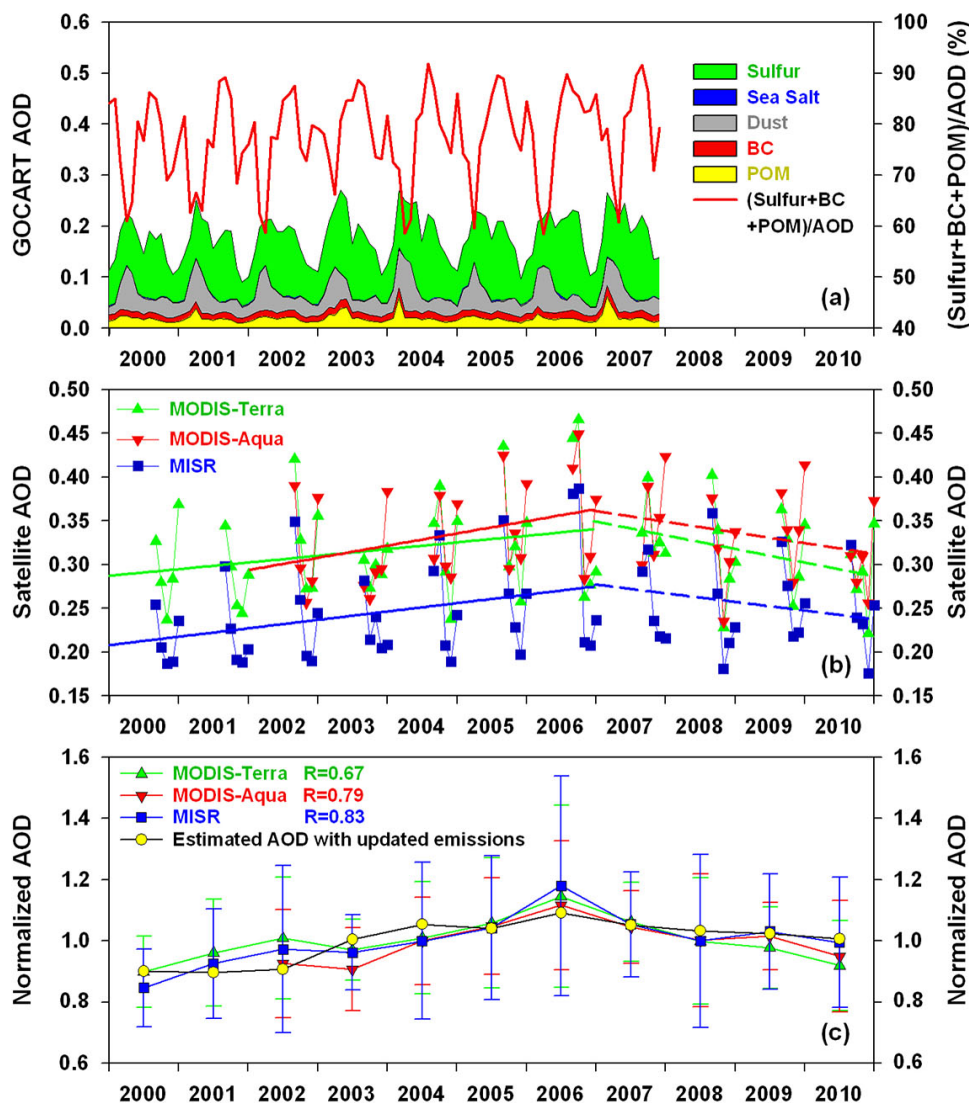 0.6
0.5
0.4
0.3
0.2
0.1
0.0
GOCART AOD
100
90
80
70
60
50
40
(Sulfur+BC+POM)/AOD (%)
Sulfur
Sea Salt
Dust
BC
POM
(Sulfur+BC
+POM)/AOD
(a)
2000 2001 2002 2003 2004 2005 2006 2007 2008 2009 2010
0.50
0.45
0.40
0.35
0.30
0.25
0.20
0.15
Satellite AOD
0.50
0.45
0.40
0.35
0.30
0.25
0.20
0.15
Satellite AOD
MODIS-Terra
MODIS-Aqua
MISR
(b)
2000 2001 2002 2003 2004 2005 2006 2007 2008 2009 2010
1.6
1.4
1.2
1.0
0.8
0.6
Normalized AOD
1.6
1.4
1.2
1.0
0.8
0.6
Normalized AOD
MODIS-Terra R=0.67
MODIS-Aqua R=0.79
MISR R=0.83
Estimated AOD with updated emissions
(c)
2000 2001 2002 2003 2004 2005 2006 2007 2008 2009 2010